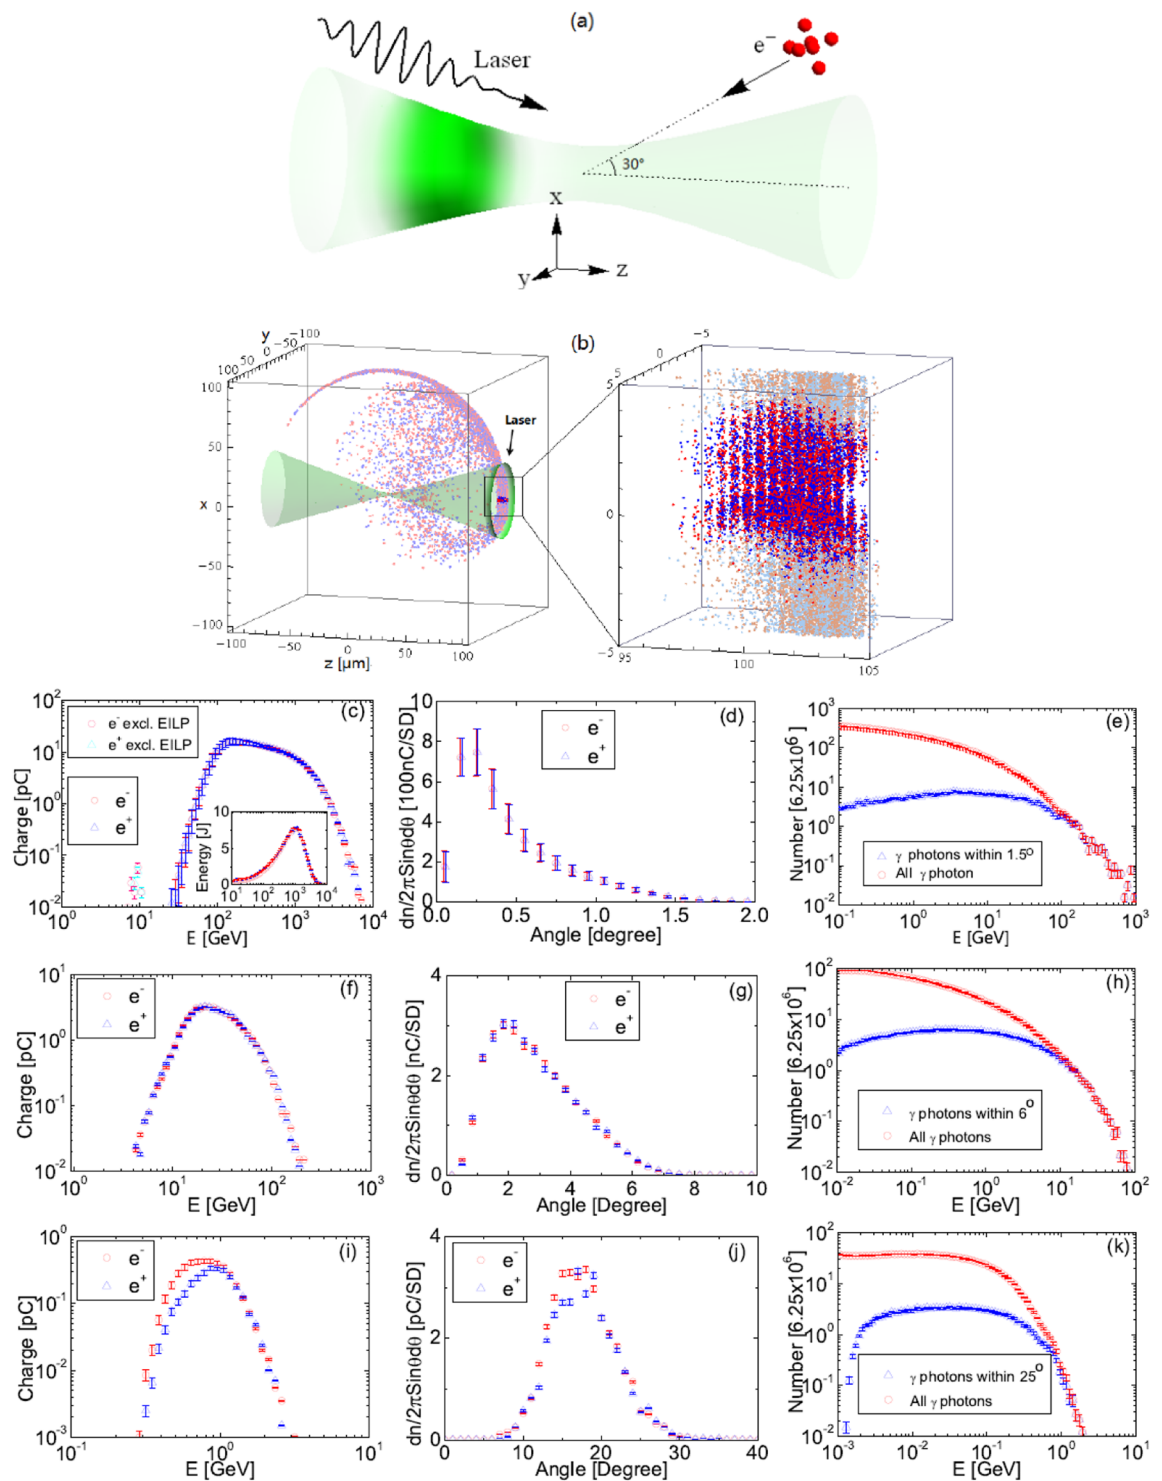 (a)
Laser
e⁻
30°
x
y
z
(b)
y
-100
-50
0
50
100
100
50
x
0
-50
-100
-100
-50
0
50
100
z [µm]
Laser
-5
0
5
5
0
-5
95
100
105
(c)
e⁻ excl. EILP
e⁺ excl. EILP
e⁻
e⁺
Charge [pC]
10²
10¹
10⁰
10⁻¹
10⁻²
10⁰
10¹
10²
10³
10⁴
E [GeV]
Energy [J]
10
5
0
10¹
10²
10³
10⁴
(d)
e⁻
e⁺
dn/2πSinθdθ [100nC/SD]
10
8
6
4
2
0
0.0
0.5
1.0
1.5
2.0
Angle [degree]
(e)
Number [6.25x10⁶]
10³
10²
10¹
10⁰
10⁻¹
10⁻²
γ photons within 1.5⁰
All γ photon
10⁻¹
10⁰
10¹
10²
10³
E [GeV]
(f)
e⁻
e⁺
Charge [pC]
10¹
10⁰
10⁻¹
10⁻²
10⁰
10¹
10²
10³
E [GeV]
(g)
e⁻
e⁺
dn/2πSinθdθ [nC/SD]
4
2
0
0
2
4
6
8
10
Angle [Degree]
(h)
Number [6.25x10⁶]
10²
10¹
10⁰
10⁻¹
10⁻²
γ photons within 6⁰
All γ photons
10⁻²
10⁻¹
10⁰
10¹
10²
E [GeV]
(i)
e⁻
e⁺
Charge [pC]
10⁰
10⁻¹
10⁻²
10⁻³
10⁻¹
10⁰
10¹
E [GeV]
(j)
e⁻
e⁺
dn/2πSinθdθ [pC/SD]
4
2
0
0
10
20
30
40
Angle [Degree]
(k)
Number [6.25x10⁶]
10²
10¹
10⁰
10⁻¹
10⁻²
γ photons within 25⁰
All γ photons
10⁻³
10⁻²
10⁻¹
10⁰
10¹
E [GeV]